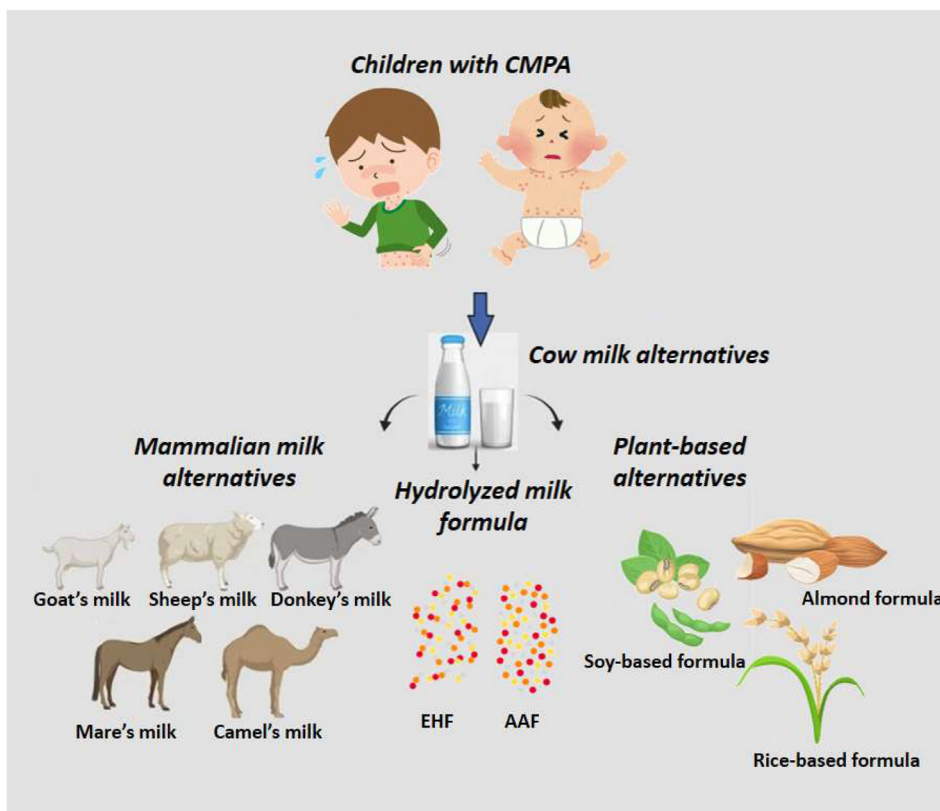 Children with CMPA
Cow milk alternatives
Milk
Mammalian milk
alternatives
Hydrolyzed milk
formula
Plant-based
alternatives
Goat's milk
Sheep's milk
Donkey's milk
Mare's milk
Camel's milk
EHF
AAF
Almond formula
Soy-based formula
Rice-based formula